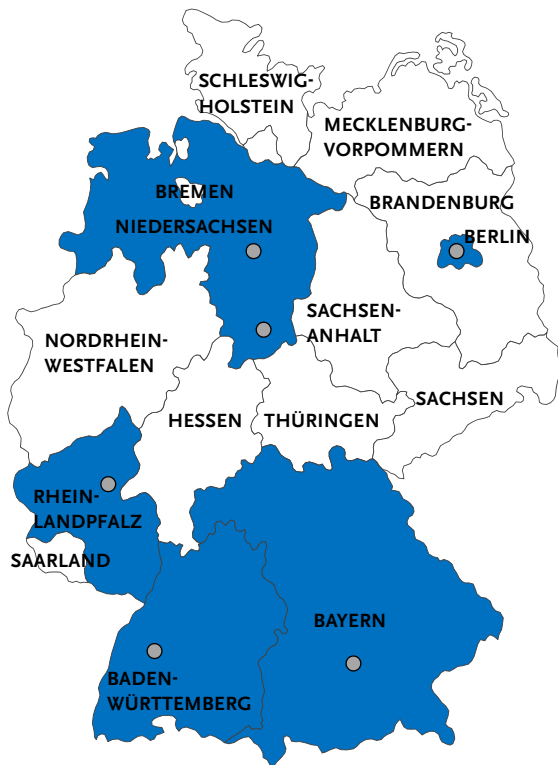 SCHLESWIG-
HOLSTEIN
MECKLENBURG-
VORPOMMERN
BREMEN
BRANDENBURG
NIEDERSACHSEN
BERLIN
SACHSEN-
ANHALT
NORDRHEIN-
WESTFALEN
SACHSEN
HESSEN
THÜRINGEN
RHEIN-
LANDPFALZ
SAARLAND
BAYERN
BADEN-
WÜRTTEMBERG